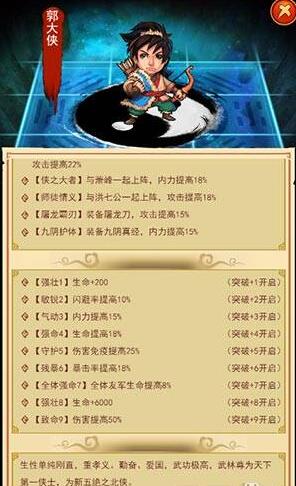 郭大侠
攻击提高22%
【侠之大者】与萧峰一起上阵，内力提高18%
【师徒情义】与洪七公一起上阵，内力提高18%
【屠龙霸刃】装备屠龙刀，攻击提高15%
【九阴护体】装备九阴真经，内力提高15%
【强壮1】生命+200 （突破+1开启）
【敏锐2】闪避率提高10% （突破+2开启）
【气动3】内力提高15% （突破+3开启）
【强命4】生命提高18% （突破+4开启）
【守护5】伤害免疫提高25% （突破+5开启）
【残暴6】暴击率提高18% （突破+6开启）
【全体强命7】全体友军生命提高8% （突破+7开启）
【强壮8】生命+6000 （突破+8开启）
【致命9】伤害提高50% （突破+9开启）
生性单纯刚直，重孝义、勤奋、爱国，武功极高，武林尊为天下
第一侠士，为新五绝之北侠。